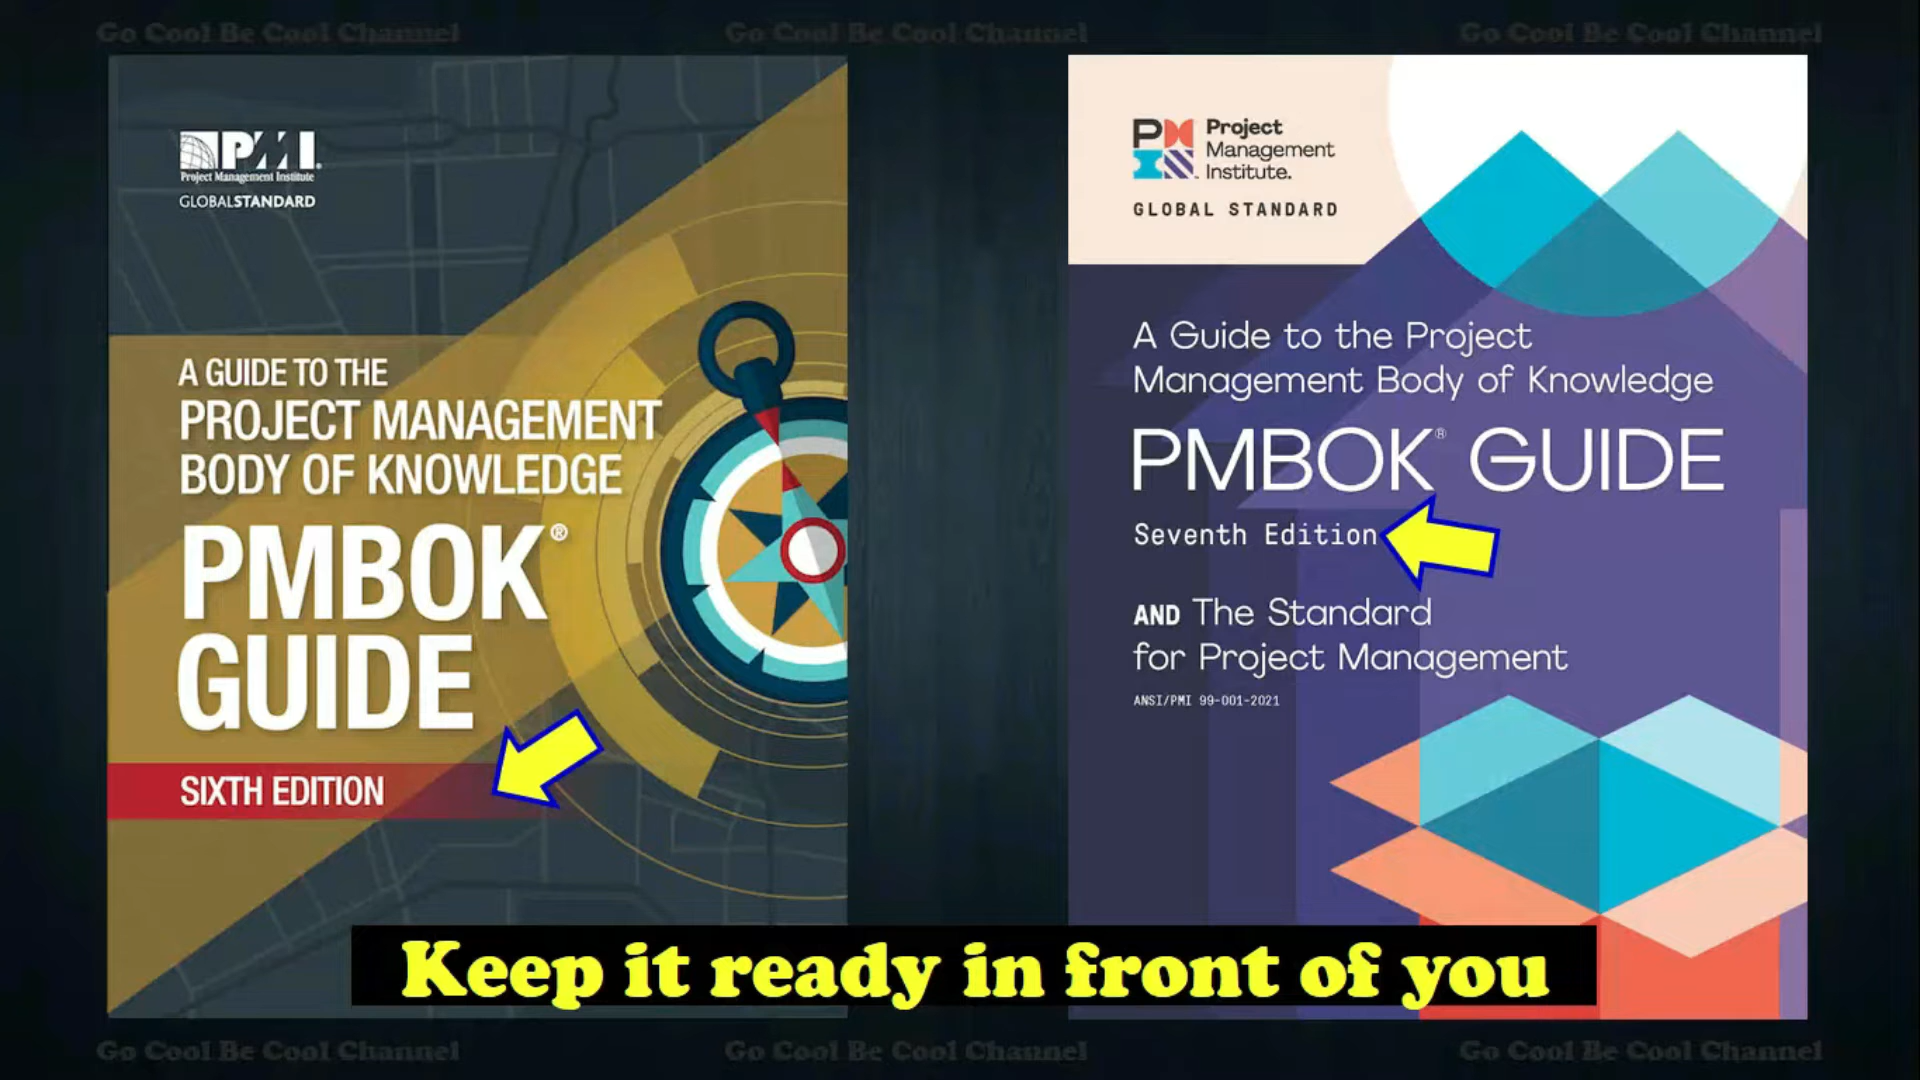 Go Cool Be Cool Channel
Go Cool Be Cool Channel
Go Cool Be Cool Channel
PMI
Project Management Institute
GLOBALSTANDARD
A GUIDE TO THE
PROJECT MANAGEMENT
BODY OF KNOWLEDGE
PMBOK®
GUIDE
SIXTH EDITION
PMI
Project
Management
Institute.
GLOBAL STANDARD
A Guide to the Project
Management Body of Knowledge
PMBOK® GUIDE
Seventh Edition
AND The Standard
for Project Management
ANSI/PMI 99-001-2021
Keep it ready in front of you
Go Cool Be Cool Channel
Go Cool Be Cool Channel
Go Cool Be Cool Channel